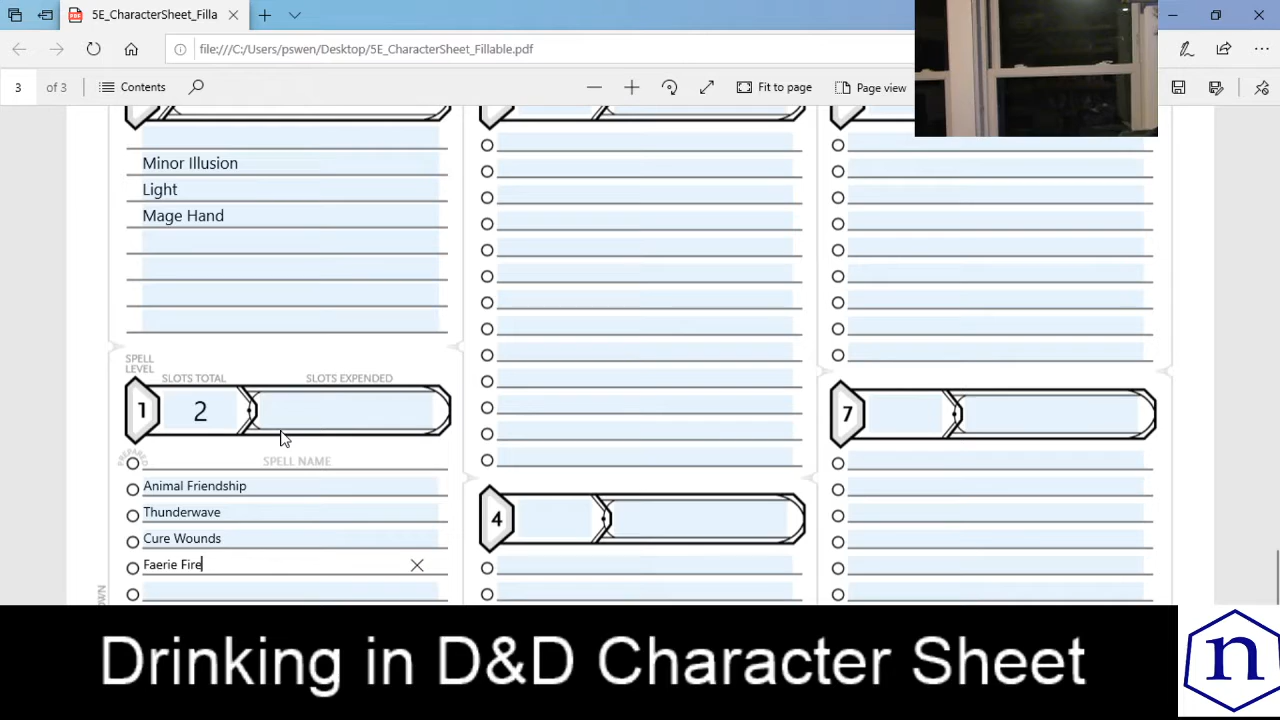 5E_CharacterSheet_Filla
file:///C:/Users/pswen/Desktop/5E_CharacterSheet_Fillable.pdf
3 of 3
Contents
Fit to page
Page view
Minor Illusion
Light
Mage Hand
SPELL
LEVEL
SLOTS TOTAL
SLOTS EXPENDED
1
2
7
PREPARED
SPELL NAME
Animal Friendship
Thunderwave
4
Cure Wounds
Faerie Fire
Drinking in D&D Character Sheet
n